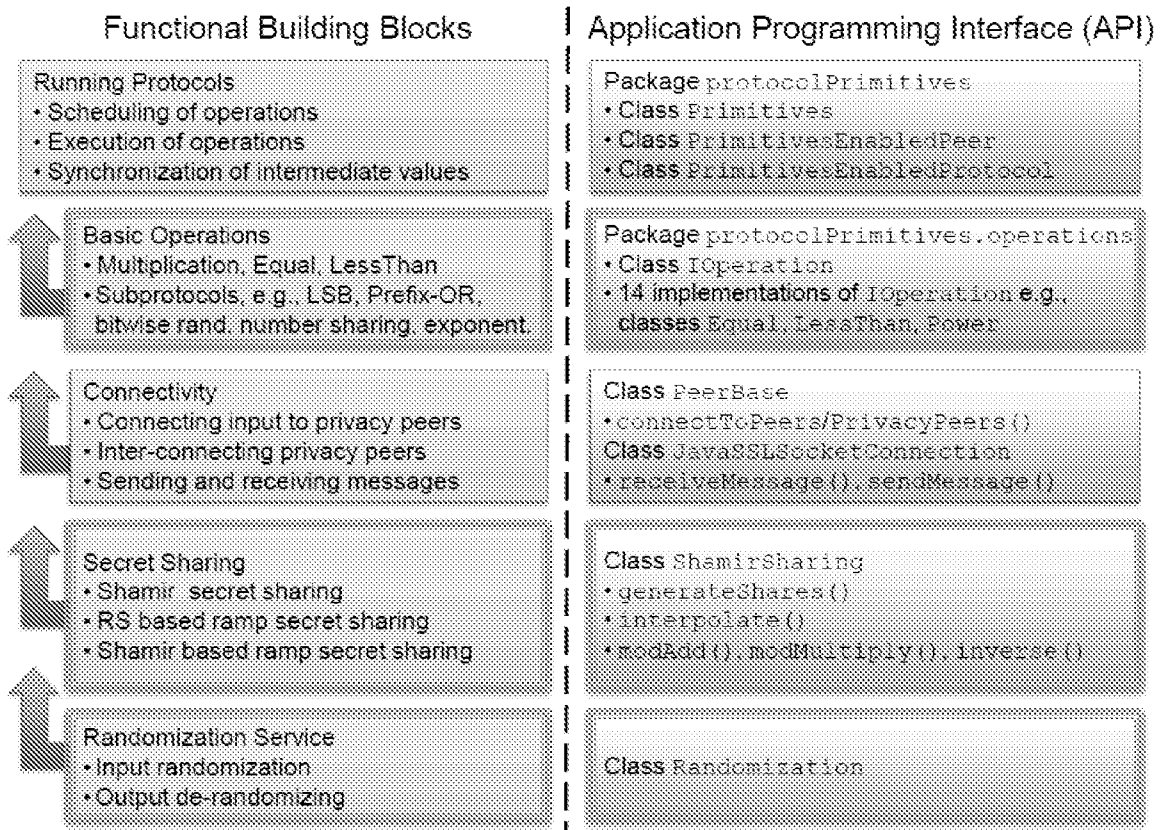 Functional Building Blocks
Running Protocols
• Scheduling of operations
• Execution of operations
• Synchronization of intermediate values
Basic Operations
• Multiplication, Equal, LessThan
• Subprotocols, e.g., LSB, Prefix-OR,
bitwise rand. number sharing, exponent.
Connectivity
• Connecting input to privacy peers
• Inter-connecting privacy peers
• Sending and receiving messages
Secret Sharing
• Shamir secret sharing
• RS based ramp secret sharing
• Shamir based ramp secret sharing
Randomization Service
• Input randomization
• Output de-randomizing
Application Programming Interface (API)
Package protocolPrimitives
• Class Primitives
• Class PrimitivesEnabledPeer
• Class PrimitivesEnabledProtocol
Package protocolPrimitives.operations
• Class IOperation
• 14 implementations of IOperation e.g.,
classes Equal, LessThan, Power
Class PeerBase
• connectToPeers/PrivacyPeers()
Class JavaSSLSocketConnection
• receiveMessage(), sendMessage()
Class ShamirSharing
• generateShares()
• interpolate()
• modAdd(), modMultiply(), inverse()
Class Randomization